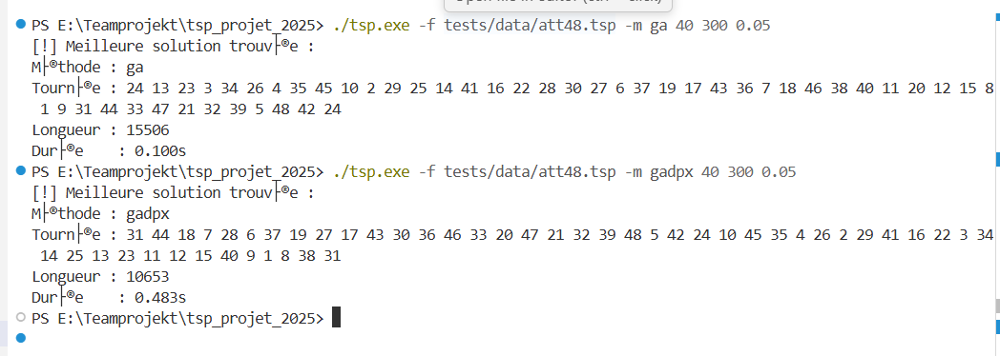 PS E:\Teamprojekt\tsp_projet_2025> ./tsp.exe -f tests/data/att48.tsp -m ga 40 300 0.05
[!] Meilleure solution trouv├®e :
M├®thode : ga
Tourn├®e : 24 13 23 3 34 26 4 35 45 10 2 29 25 14 41 16 22 28 30 27 6 37 19 17 43 36 7 18 46 38 40 11 20 12 15 8
1 9 31 44 33 47 21 32 39 5 48 42 24
Longueur : 15506
Dur├®e    : 0.100s
PS E:\Teamprojekt\tsp_projet_2025> ./tsp.exe -f tests/data/att48.tsp -m gadpx 40 300 0.05
[!] Meilleure solution trouv├®e :
M├®thode : gadpx
Tourn├®e : 31 44 18 7 28 6 37 19 27 17 43 30 36 46 33 20 47 21 32 39 48 5 42 24 10 45 35 4 26 2 29 41 16 22 3 34
14 25 13 23 11 12 15 40 9 1 8 38 31
Longueur : 10653
Dur├®e    : 0.483s
PS E:\Teamprojekt\tsp_projet_2025>